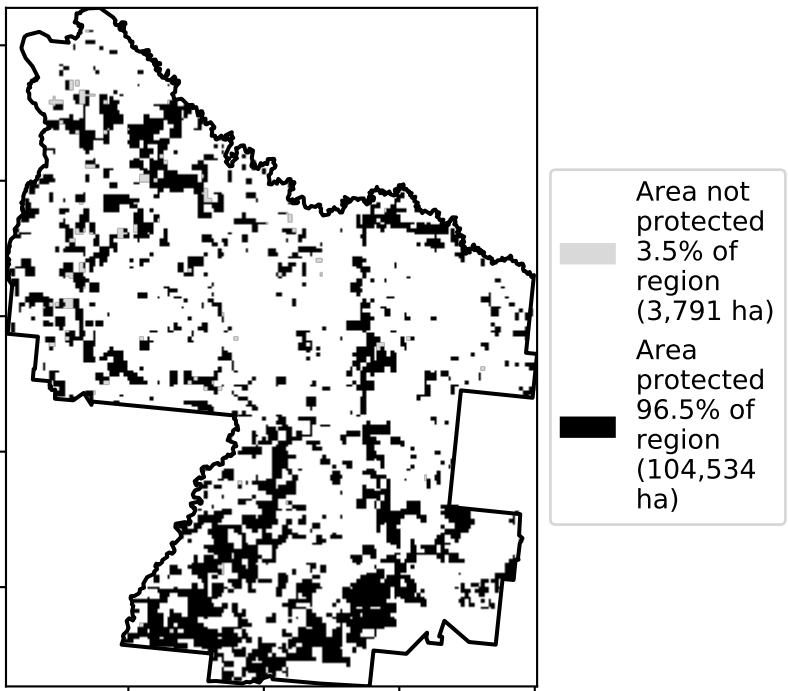 Area not
protected
3.5% of
region
(3,791 ha)
Area
protected
96.5% of
region
(104,534
ha)